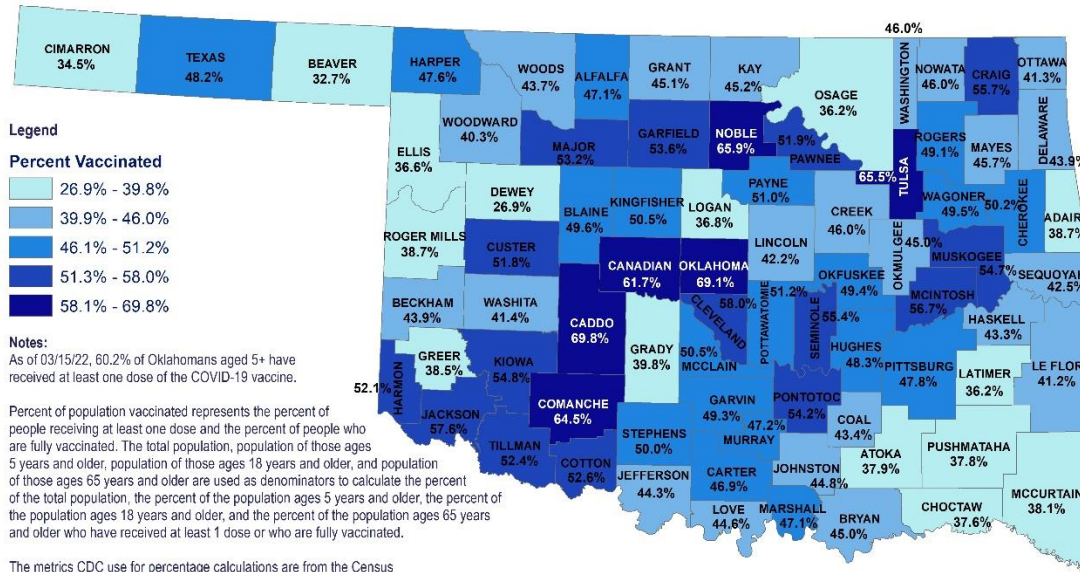 46.0%
CIMARRON
34.5%
TEXAS
48.2%
BEAVER
32.7%
HARPER
47.6%
WOODS
43.7%
ALFALFA
47.1%
GRANT
45.1%
KAY
45.2%
OSAGE
36.2%
WASHINGTON
NOWATA
46.0%
CRAIG
55.7%
OTTAWA
41.3%
WOODWARD
40.3%
ELLIS
36.6%
MAJOR
53.2%
GARFIELD
53.6%
NOBLE
65.9%
51.9%
PAWNEE
ROGERS
49.1%
MAYES
45.7%
DELAWARE
43.9%
65.5%
TULSA
DEWEY
26.9%
BLAINE
49.6%
KINGFISHER
50.5%
LOGAN
36.8%
PAYNE
51.0%
CREEK
46.0%
WAGONER
49.5%
50.2%
CHEROKEE
ADAIR
38.7%
ROGER MILLS
38.7%
CUSTER
51.8%
CANADIAN
61.7%
OKLAHOMA
69.1%
LINCOLN
42.2%
OKMULGEE
45.0%
MUSKOGEE
54.7%
SEQUOYAH
42.5%
BECKHAM
43.9%
WASHITA
41.4%
CADDO
69.8%
GRADY
39.8%
CLEVELAND
58.0%
POTTAWATOMIE
51.2%
SEMINOLE
55.4%
OKFUSKEE
49.4%
MCINTOSH
56.7%
HASKELL
43.3%
GREER
38.5%
KIOWA
54.8%
50.5%
MCCLAIN
HUGHES
48.3%
PITTSBURG
47.8%
LATIMER
36.2%
LE FLOR
41.2%
52.1%
HARMON
JACKSON
57.6%
COMANCHE
64.5%
GARVIN
49.3%
PONTOTOC
54.2%
COAL
43.4%
TILLMAN
52.4%
COTTON
52.6%
STEPHENS
50.0%
47.2%
MURRAY
ATOKA
37.9%
PUSHMATAHA
37.8%
JEFFERSON
44.3%
CARTER
46.9%
JOHNSTON
44.8%
MCCURTAIN
38.1%
LOVE
44.6%
MARSHALL
47.1%
BRYAN
45.0%
CHOCTAW
37.6%
Legend
Percent Vaccinated
26.9% - 39.8%
39.9% - 46.0%
46.1% - 51.2%
51.3% - 58.0%
58.1% - 69.8%
Notes:
As of 03/15/22, 60.2% of Oklahomans aged 5+ have
received at least one dose of the COVID-19 vaccine.
Percent of population vaccinated represents the percent of
people receiving at least one dose and the percent of people who
are fully vaccinated. The total population, population of those ages
5 years and older, population of those ages 18 years and older, and population
of those ages 65 years and older are used as denominators to calculate the percent
of the total population, the percent of the population ages 5 years and older, the percent of
the population ages 18 years and older, and the percent of the population ages 65 years
and older who have received at least 1 dose or who are fully vaccinated.
The metrics CDC use for percentage calculations are from the Census